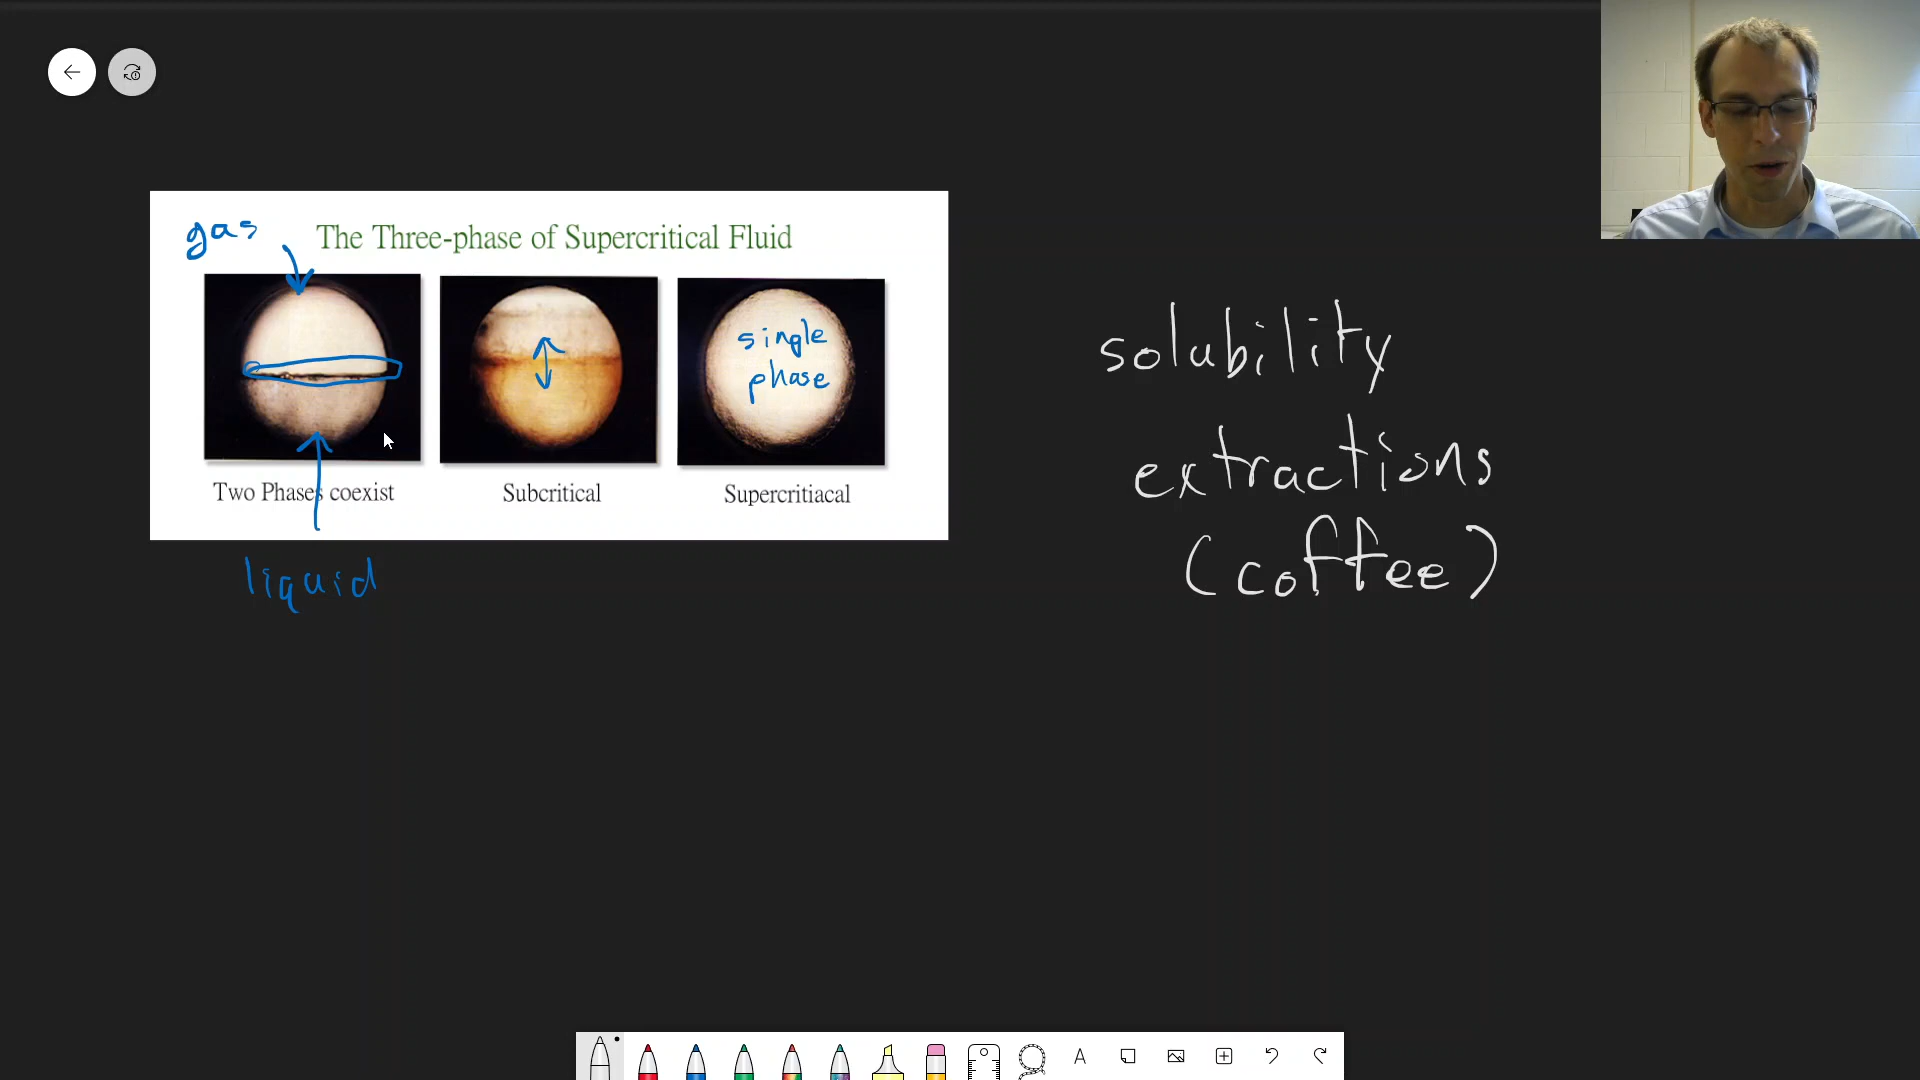 gas
The Three-phase of Supercritical Fluid
single
phase
Two Phases coexist
Subcritical
Supercritiacal
liquid
solubility
extractions
(coffee)
A